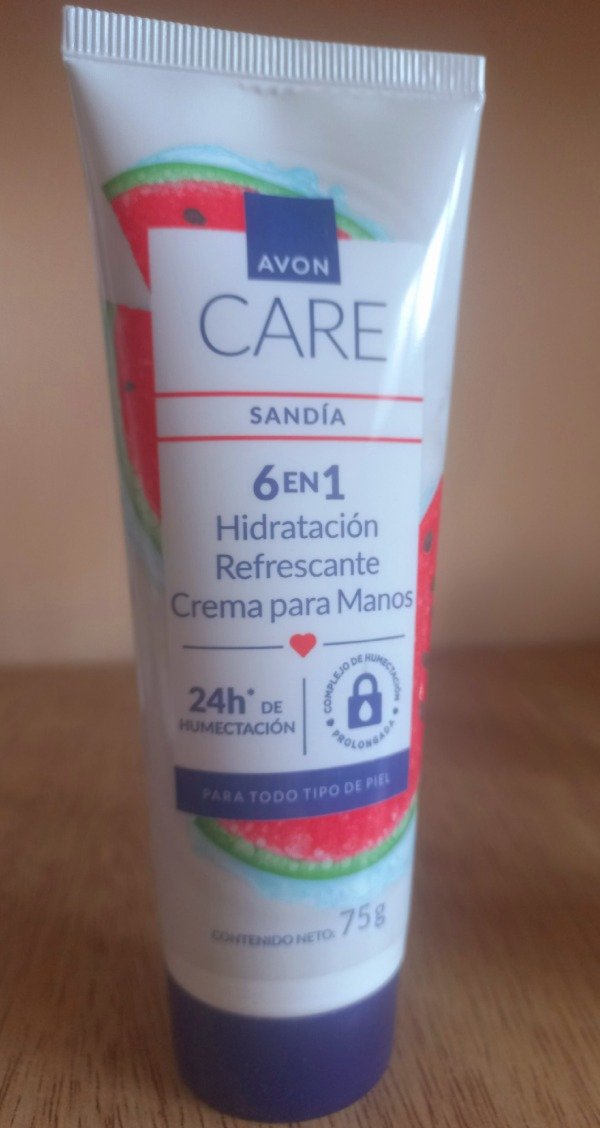 AVON
CARE
SANDÍA
6 EN 1
Hidratación
Refrescante
Crema para Manos
24h* DE
HUMECTACIÓN
COMPLEJO DE HUMECTACIÓN
PROLONGADA
PARA TODO TIPO DE PIEL
CONTENIDO NETO: 75g